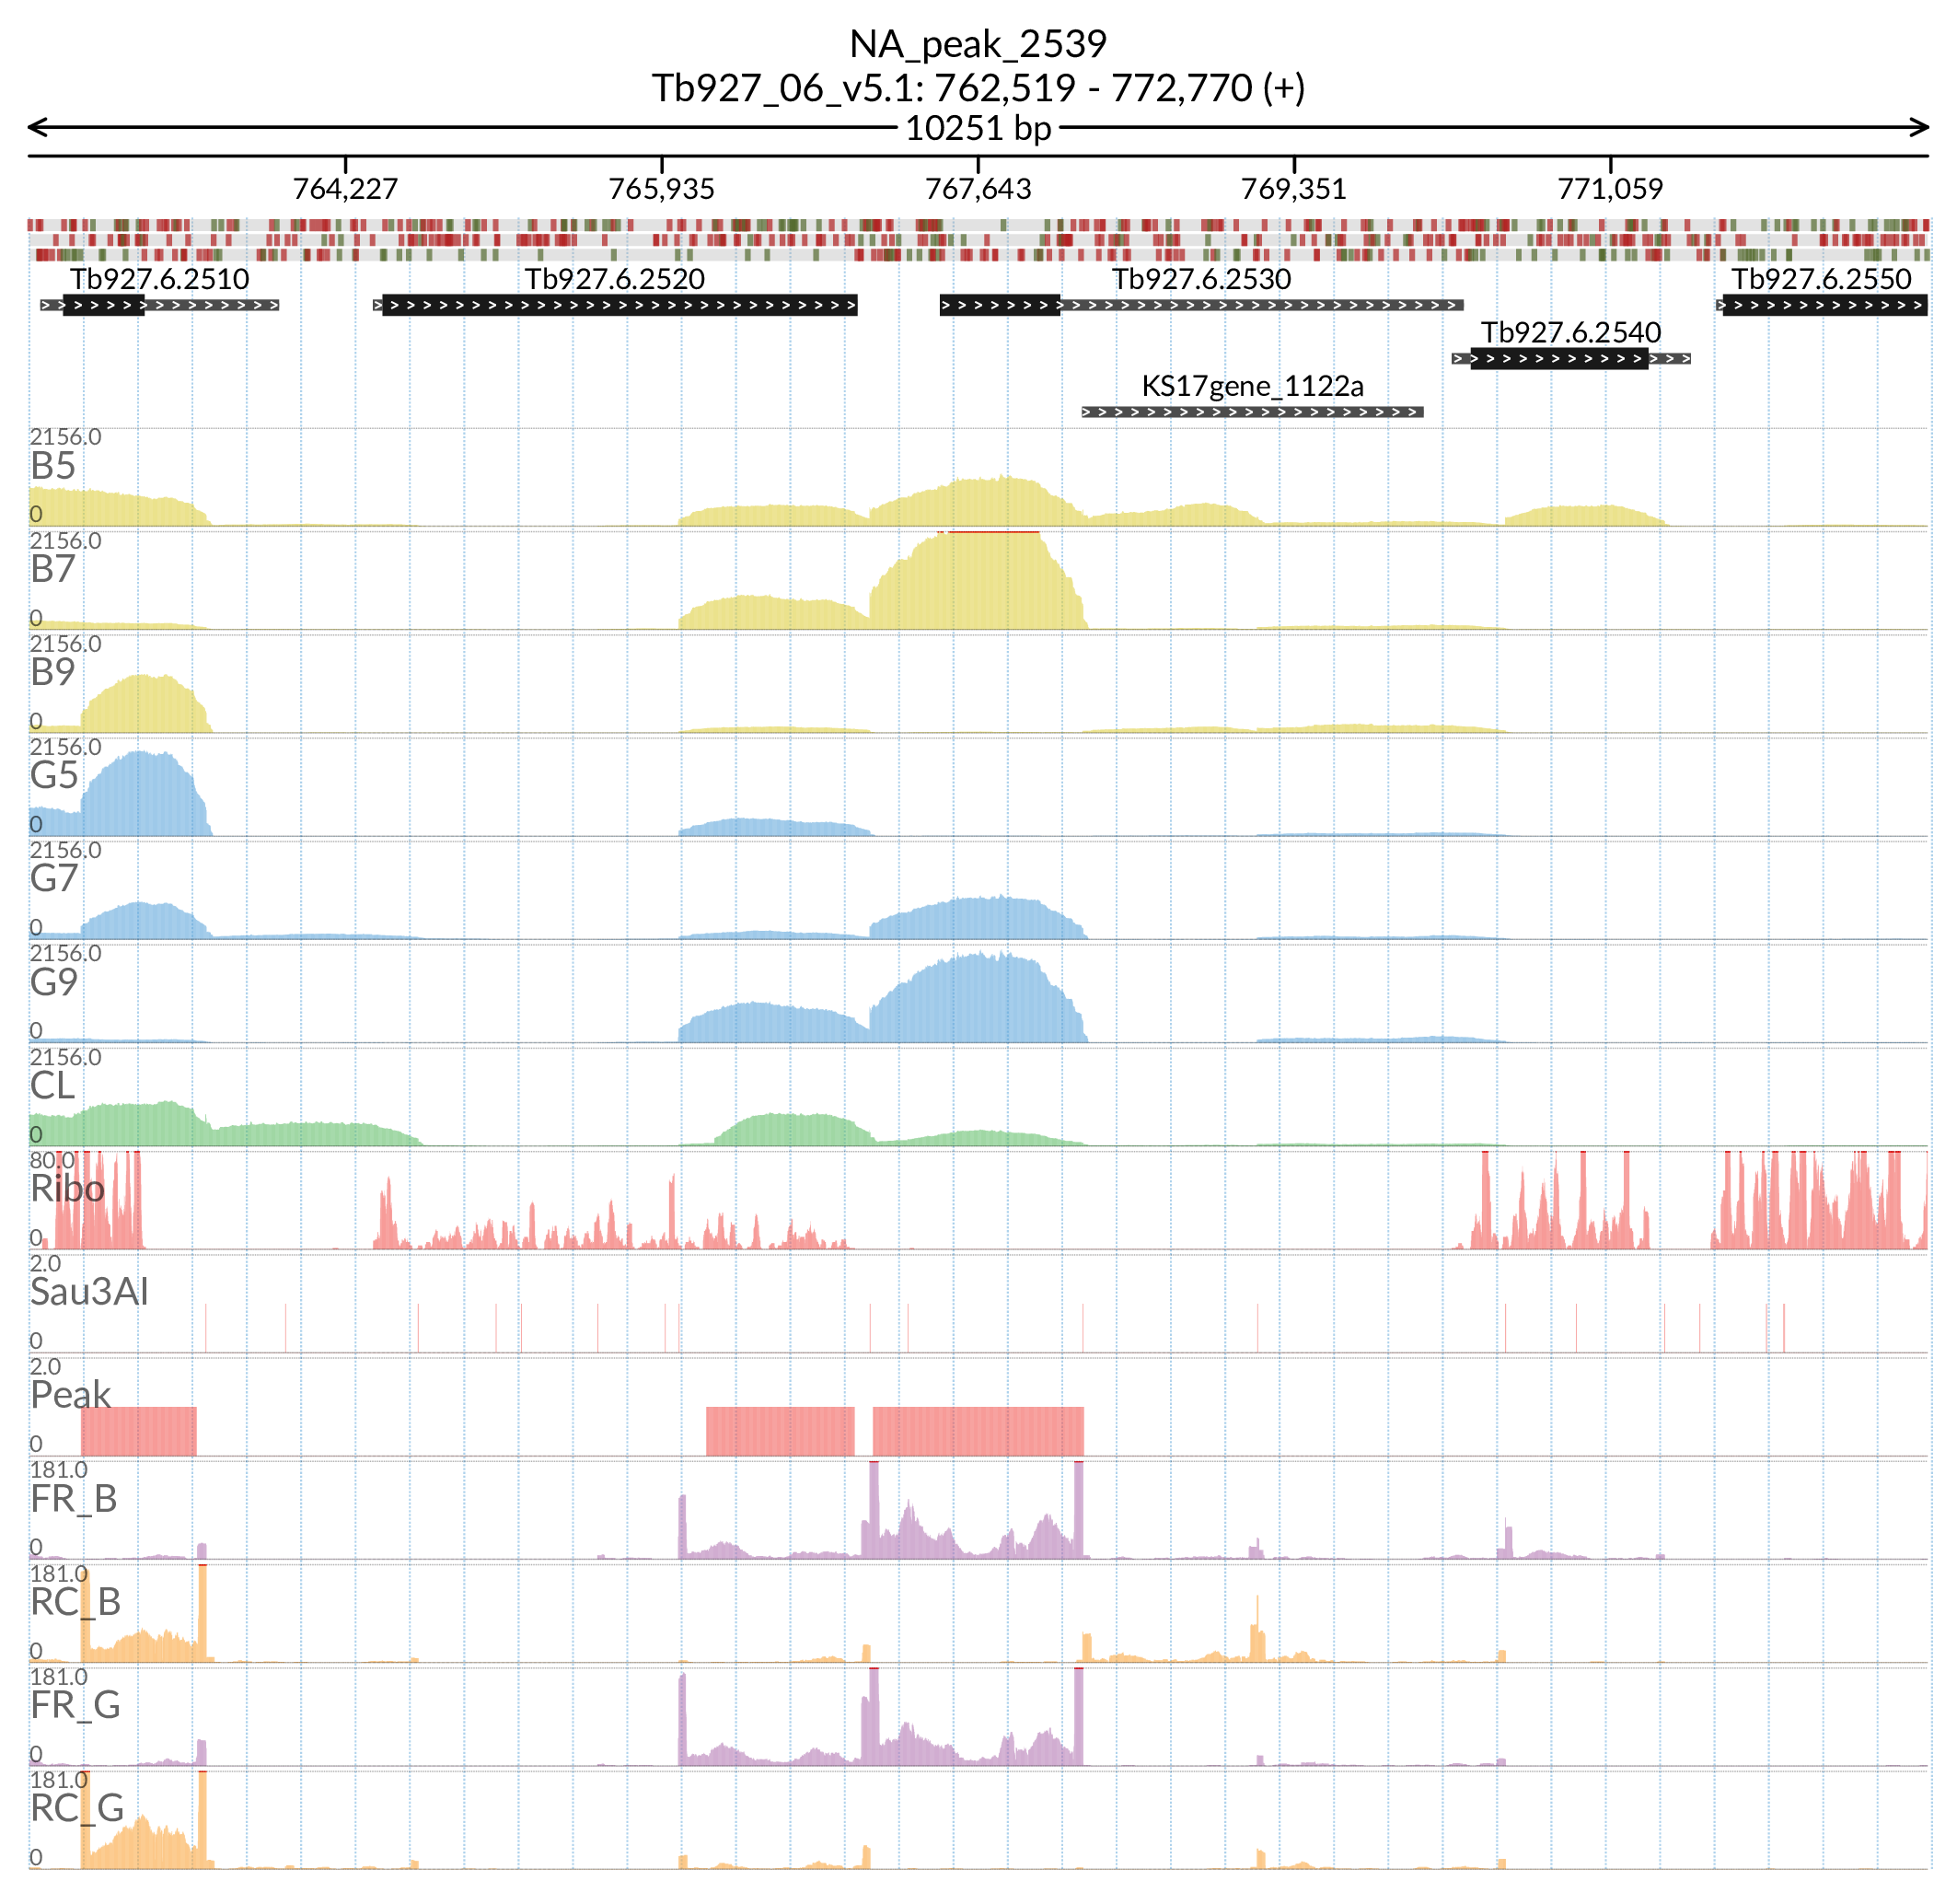 NA_peak_2539
Tb927_06_v5.1: 762,519 - 772,770 (+)
10251 bp
764,227 765,935 767,643 769,351 771,059
Tb927.6.2510 Tb927.6.2520 Tb927.6.2530 Tb927.6.2550
Tb927.6.2540
KS17gene_1122a
2156.0
B5
0
2156.0
B7
0
2156.0
B9
0
2156.0
G5
0
2156.0
G7
0
2156.0
G9
0
2156.0
CL
0
80.0
Ribo
0
2.0
Sau3AI
0
2.0
Peak
0
181.0
FR_B
0
181.0
RC_B
0
181.0
FR_G
0
181.0
RC_G
0